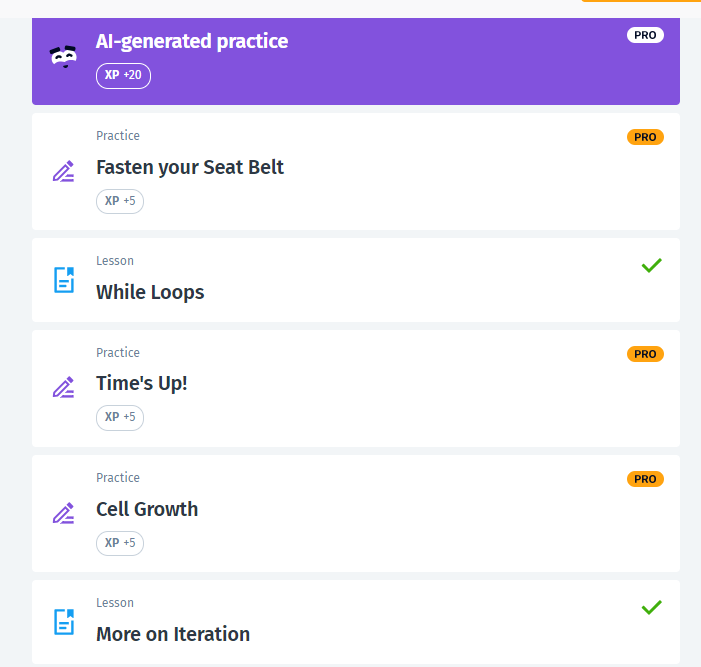 AI-generated practice
PRO
XP +20
Practice
PRO
Fasten your Seat Belt
XP +5
Lesson
While Loops
Practice
PRO
Time's Up!
XP +5
Practice
PRO
Cell Growth
XP +5
Lesson
More on Iteration